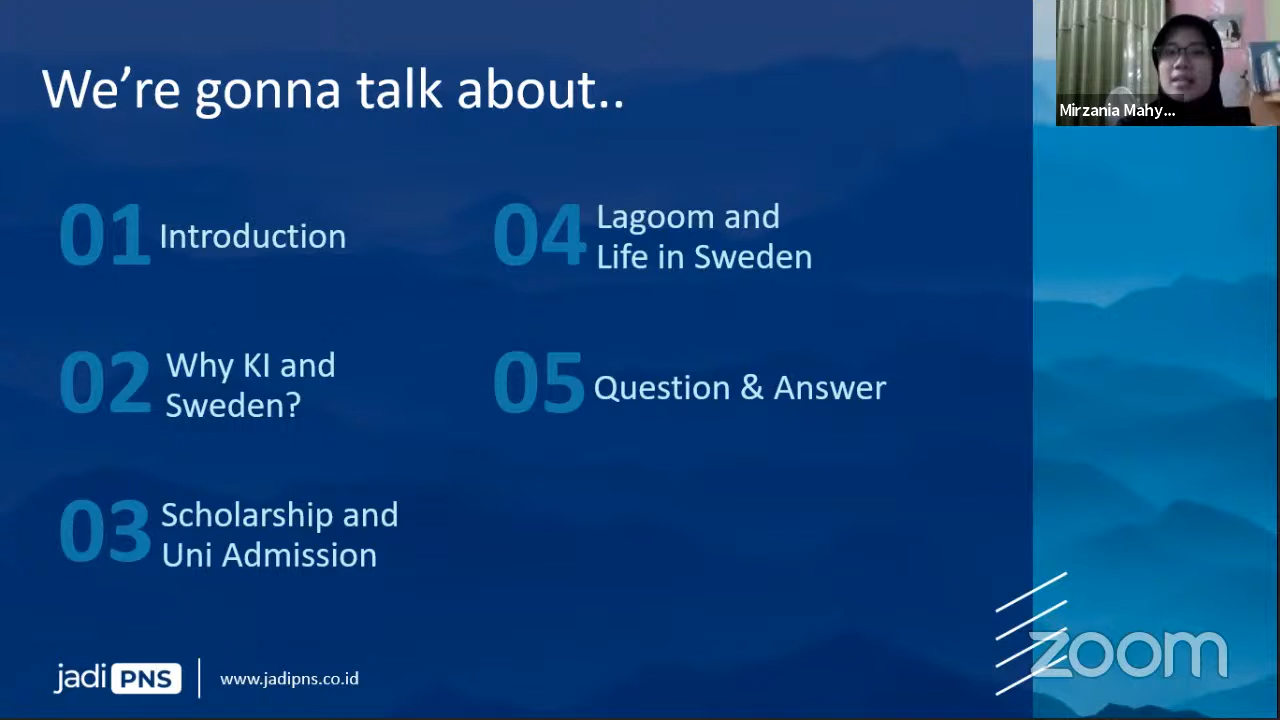 We're gonna talk about..
01 Introduction
02 Why KI and
Sweden?
03 Scholarship and
Uni Admission
04 Lagoom and
Life in Sweden
05 Question & Answer
jadi PNS
www.jadipns.co.id
Mirzania Mahy...
zoom